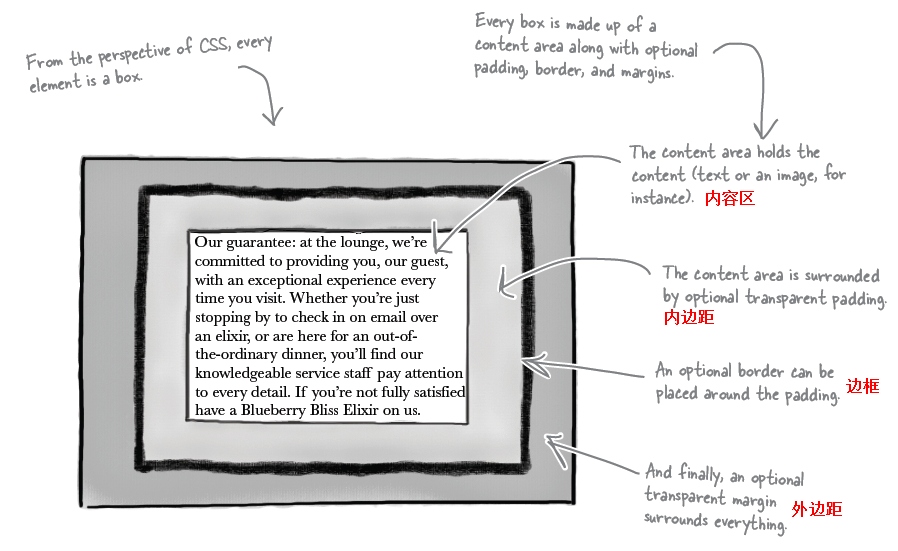 From the perspective of CSS, every
element is a box.
Every box is made up of a
content area along with optional
padding, border, and margins.
The content area holds the
content (text or an image, for
instance). 内容区
Our guarantee: at the lounge, we're
committed to providing you, our guest,
with an exceptional experience every
time you visit. Whether you're just
stopping by to check in on email over
an elixir, or are here for an out-of-
the-ordinary dinner, you'll find our
knowledgeable service staff pay attention
to every detail. If you're not fully satisfied
have a Blueberry Bliss Elixir on us.
The content area is surrounded
by optional transparent padding.
内边距
An optional border can be
placed around the padding. 边框
And finally, an optional
transparent margin
surrounds everything. 外边距